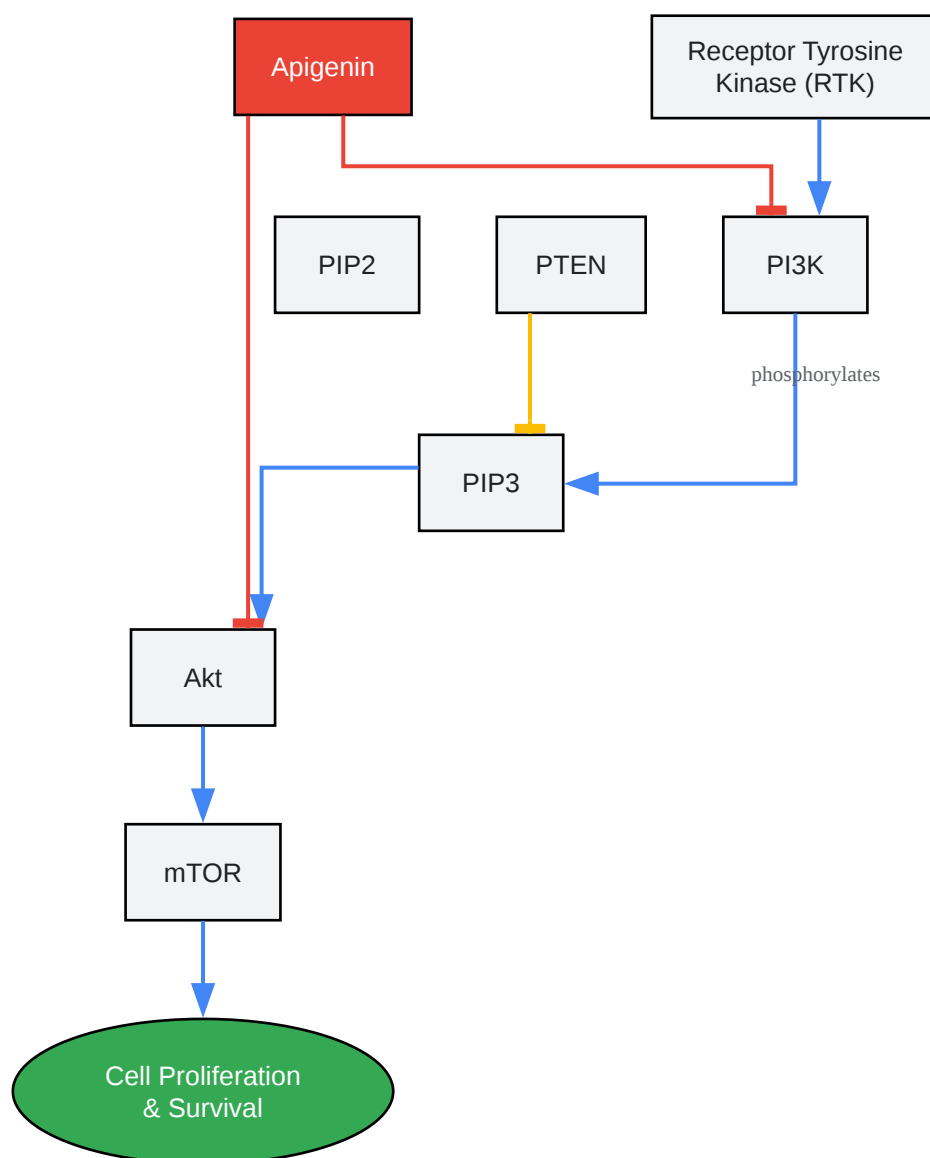 Apigenin
Receptor Tyrosine
Kinase (RTK)
PIP2
PTEN
PI3K
phosphorylates
PIP3
Akt
mTOR
Cell Proliferation
& Survival